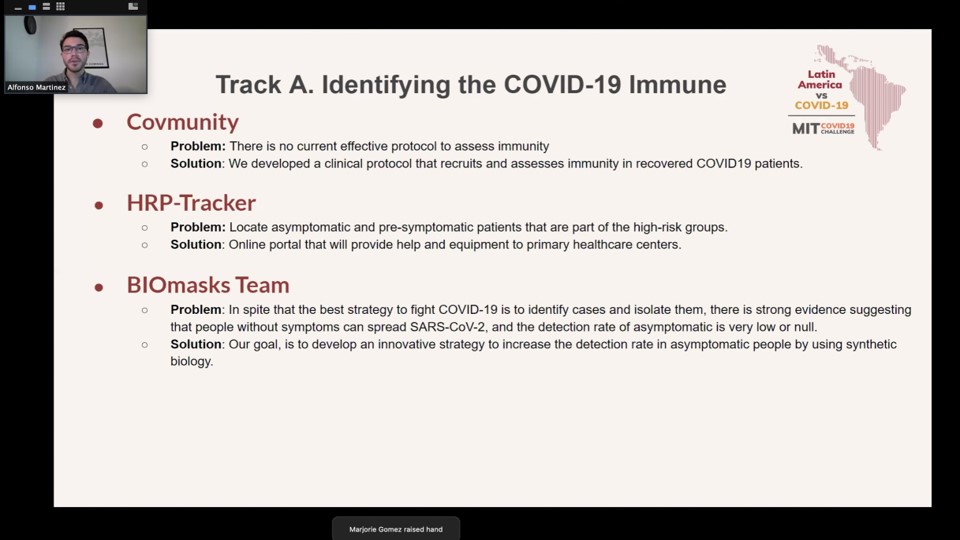 Alfonso Martinez
Track A. Identifying the COVID-19 Immune
Latin
America
vs
COVID-19
MIT COVID19
CHALLENGE
Covmunity
Problem: There is no current effective protocol to assess immunity
Solution: We developed a clinical protocol that recruits and assesses immunity in recovered COVID19 patients.
HRP-Tracker
Problem: Locate asymptomatic and pre-symptomatic patients that are part of the high-risk groups.
Solution: Online portal that will provide help and equipment to primary healthcare centers.
BIOmasks Team
Problem: In spite that the best strategy to fight COVID-19 is to identify cases and isolate them, there is strong evidence suggesting
that people without symptoms can spread SARS-CoV-2, and the detection rate of asymptomatic is very low or null.
Solution: Our goal, is to develop an innovative strategy to increase the detection rate in asymptomatic people by using synthetic
biology.
Marjorie Gomez raised hand